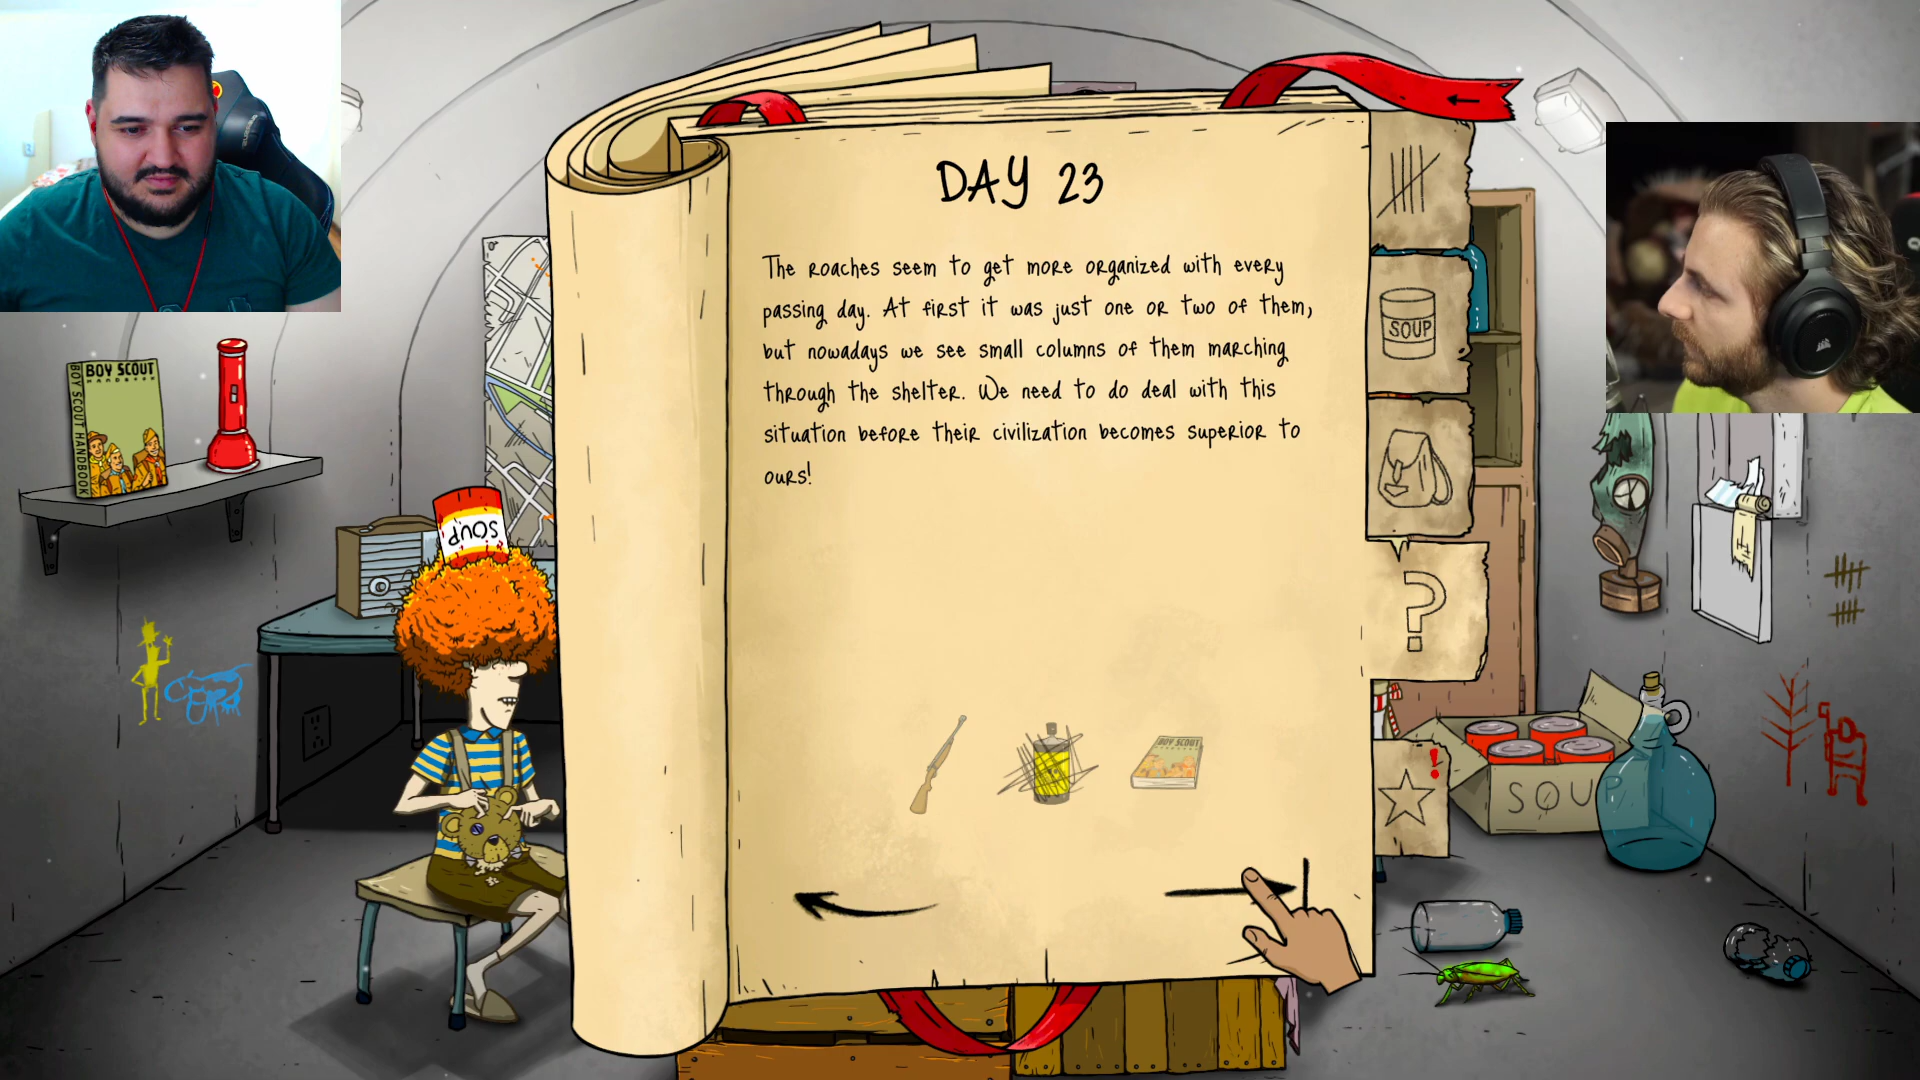 DAY 23
The roaches seem to get more organized with every
passing day. At first it was just one or two of them,
but nowadays we see small columns of them marching
through the shelter. We need to do deal with this
situation before their civilization becomes superior to
ours!
BOY SCOUT
HANDBOOK
BOY SCOUT HANDBOOK
SOUP
SOUP
BOY SCOUT
!
?
SOUP